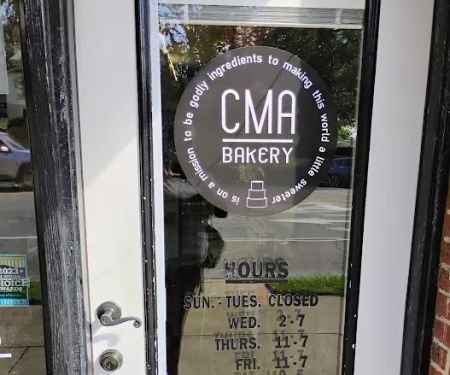 is on a mission to be godly ingredients to making this world a little sweeter
CMA
BAKERY
HOURS
SUN. - TUES. CLOSED
WED. 2-7
THURS. 11-7
FRI. 11-7
2023
CHOICE